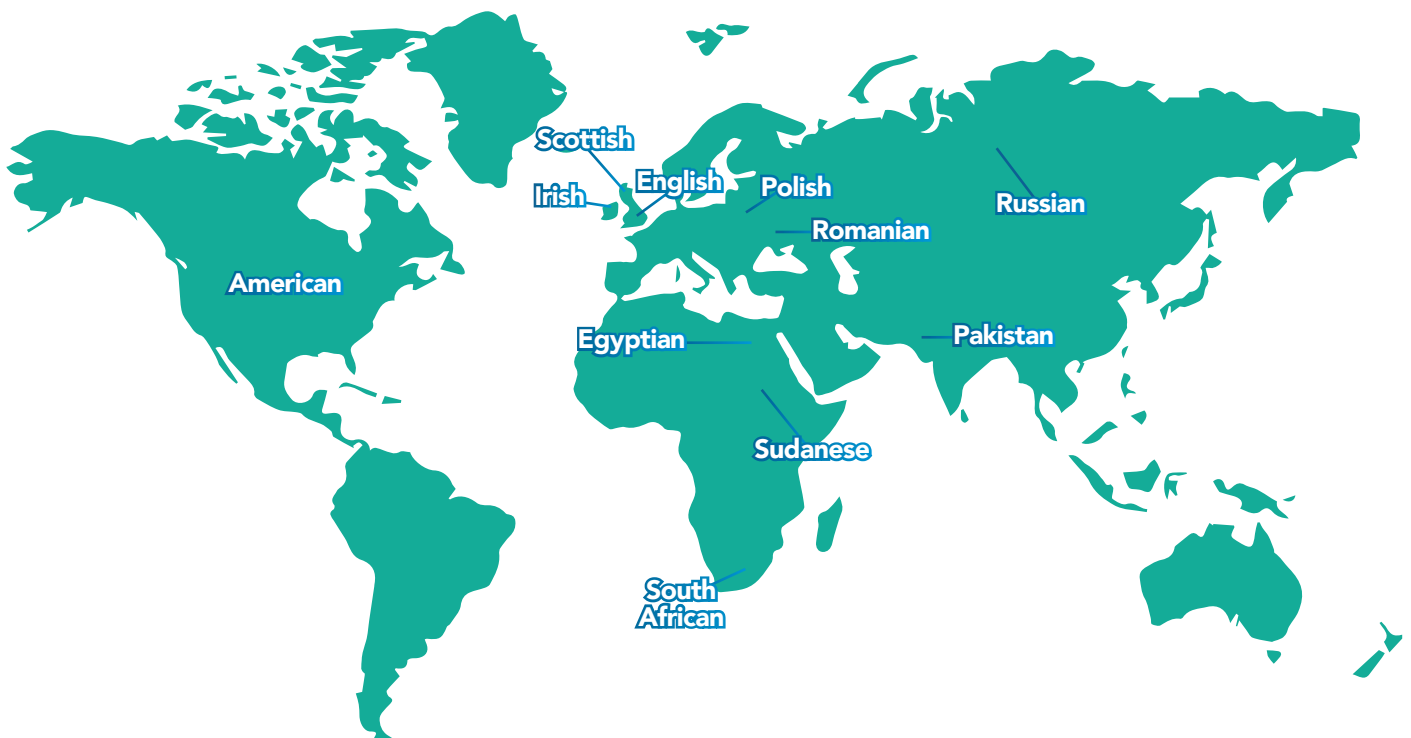 Scottish
English
Irish
Polish
Russian
Romanian
American
Egyptian
Pakistan
Sudanese
South
African